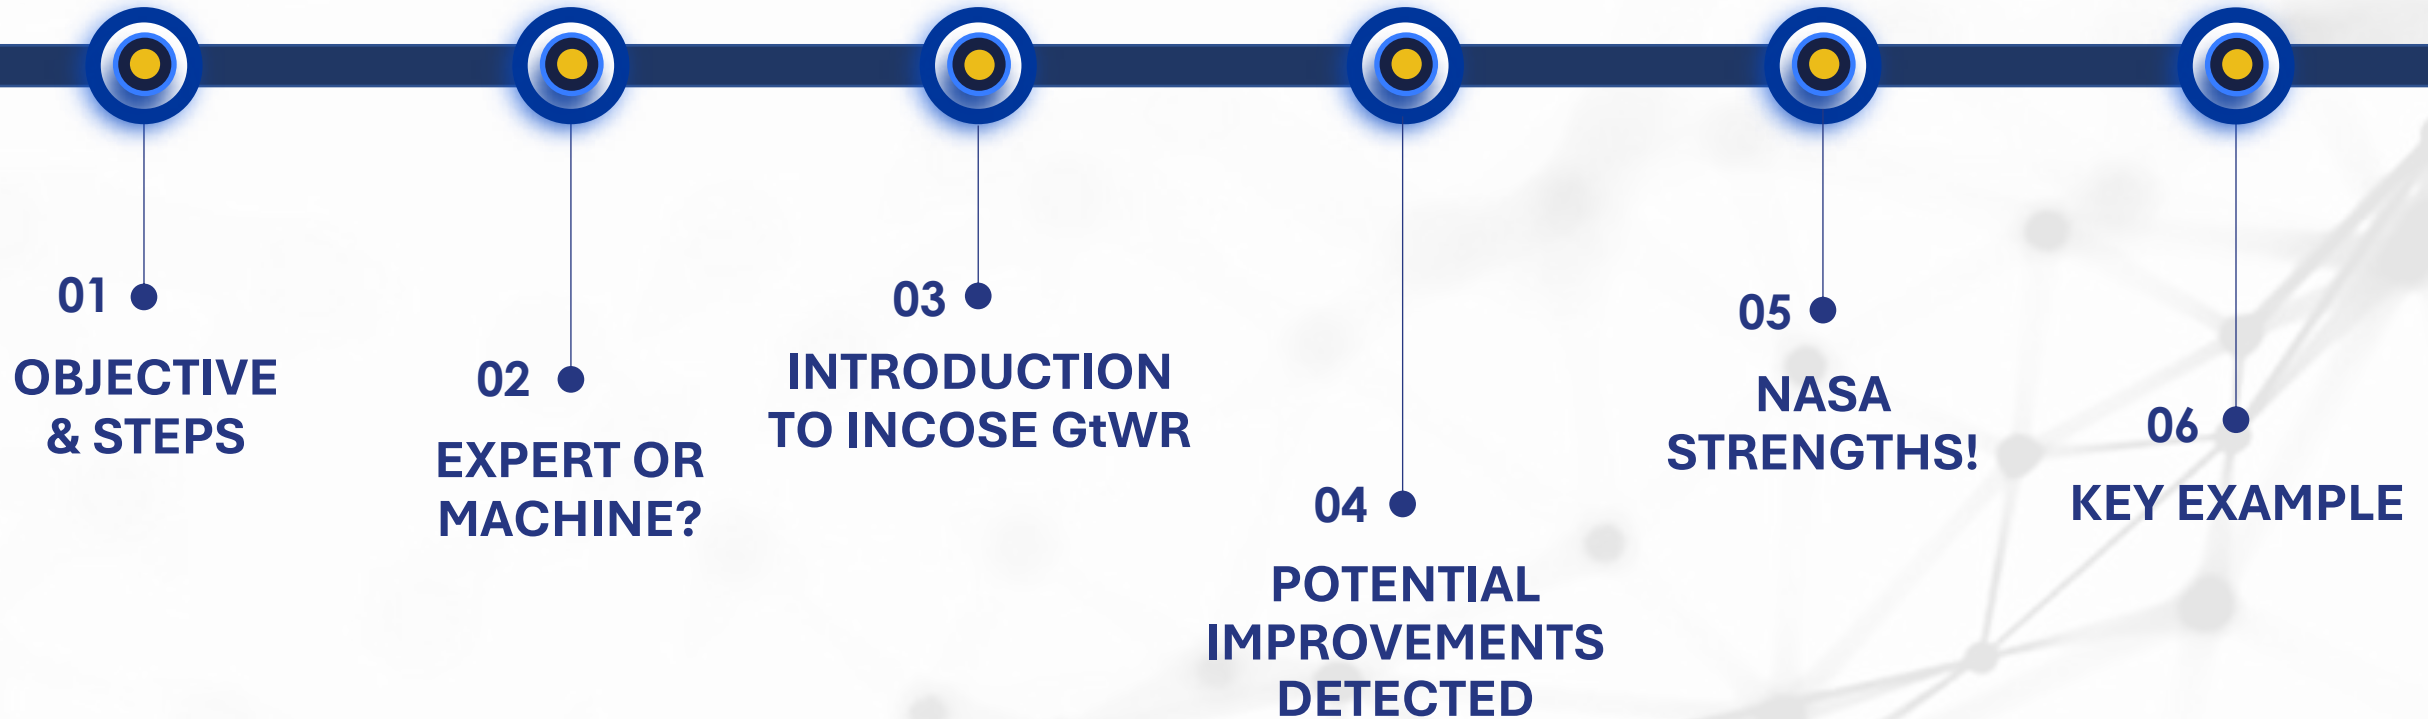 01
OBJECTIVE
& STEPS
02
EXPERT OR
MACHINE?
03
INTRODUCTION
TO INCOSE GtWR
04
POTENTIAL
IMPROVEMENTS
DETECTED
05
NASA
STRENGTHS!
06
KEY EXAMPLE